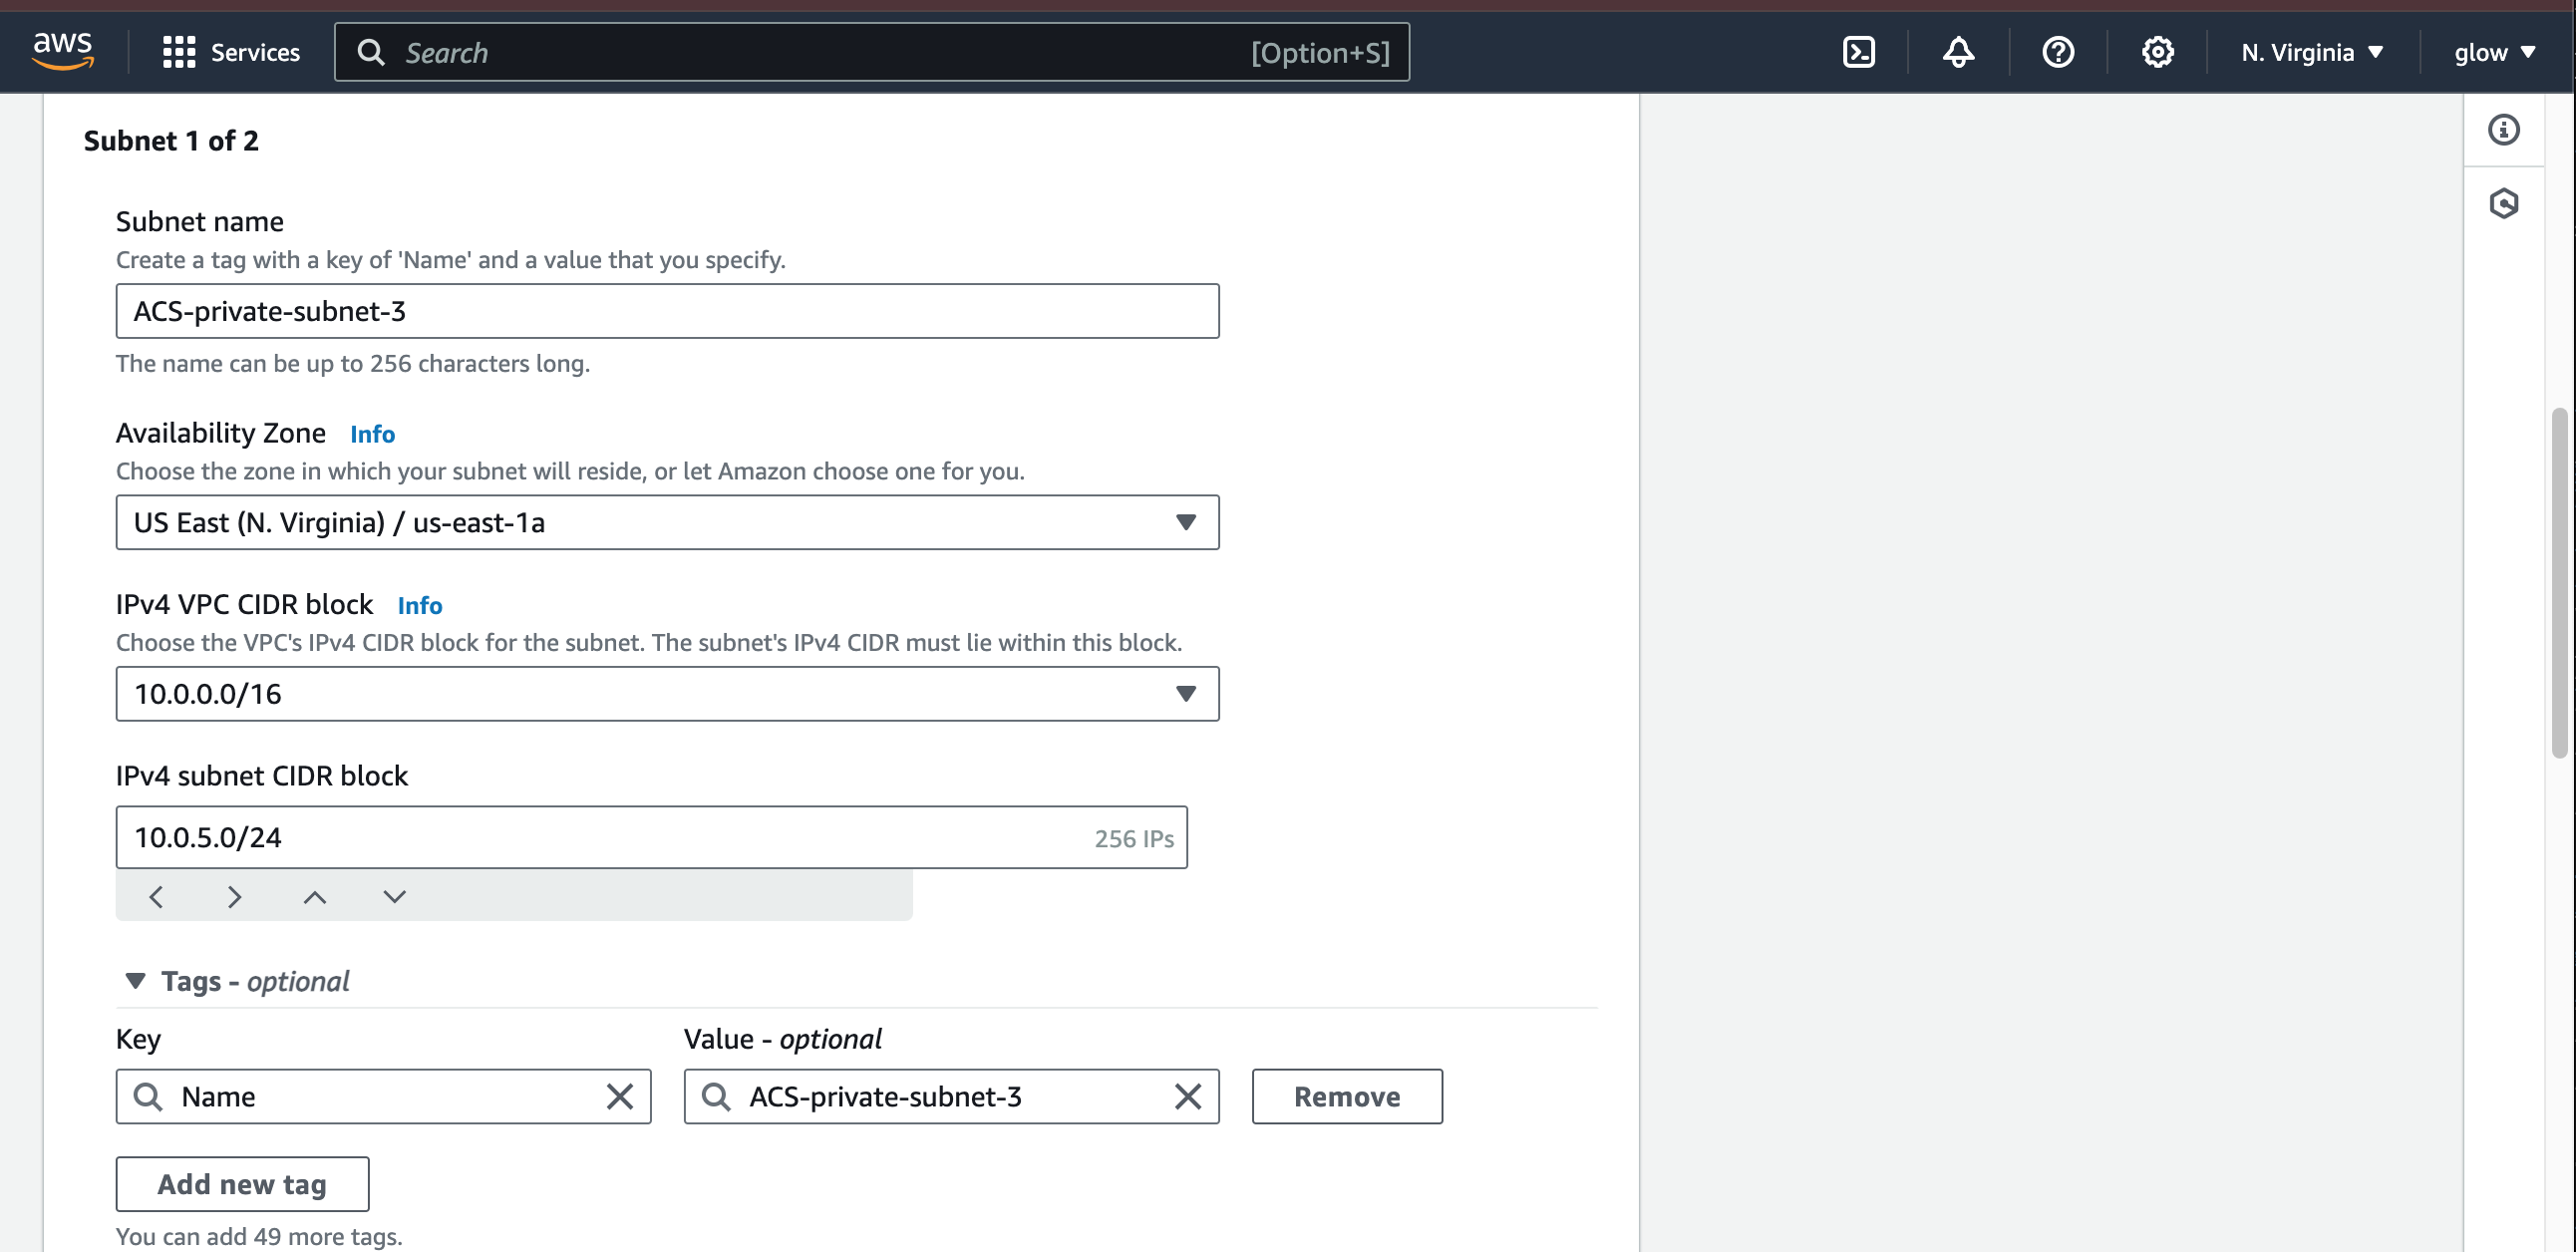 aws Services Search [Option+S] N. Virginia glow
Subnet 1 of 2
Subnet name
Create a tag with a key of 'Name' and a value that you specify.
ACS-private-subnet-3
The name can be up to 256 characters long.
Availability Zone Info
Choose the zone in which your subnet will reside, or let Amazon choose one for you.
US East (N. Virginia) / us-east-1a
IPv4 VPC CIDR block Info
Choose the VPC's IPv4 CIDR block for the subnet. The subnet's IPv4 CIDR must lie within this block.
10.0.0.0/16
IPv4 subnet CIDR block
10.0.5.0/24 256 IPs
Tags - optional
Key Value - optional
Name ACS-private-subnet-3 Remove
Add new tag
You can add 49 more tags.